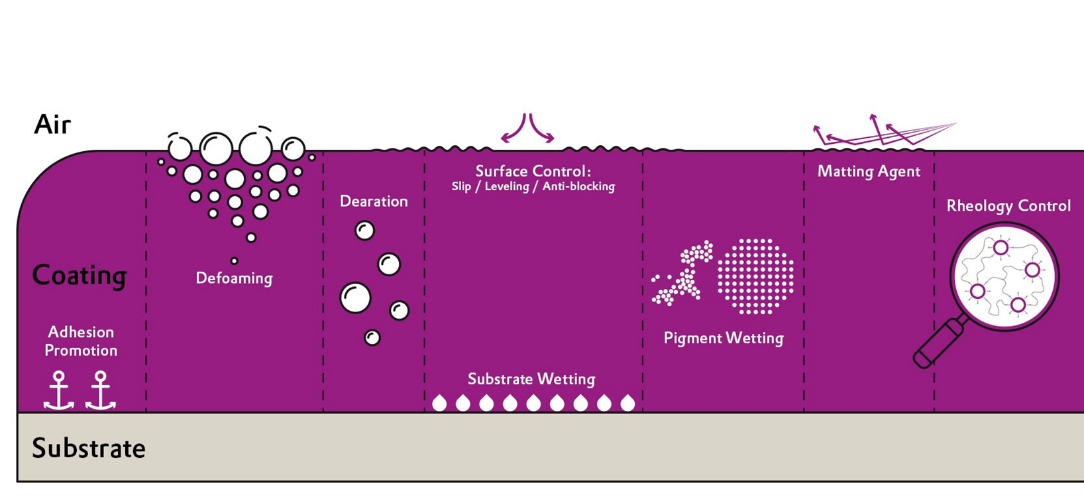 Air
Surface Control:
Slip / Leveling / Anti-blocking
Matting Agent
Dearation
Rheology Control
Coating
Defoaming
Adhesion
Promotion
Pigment Wetting
Substrate Wetting
Substrate